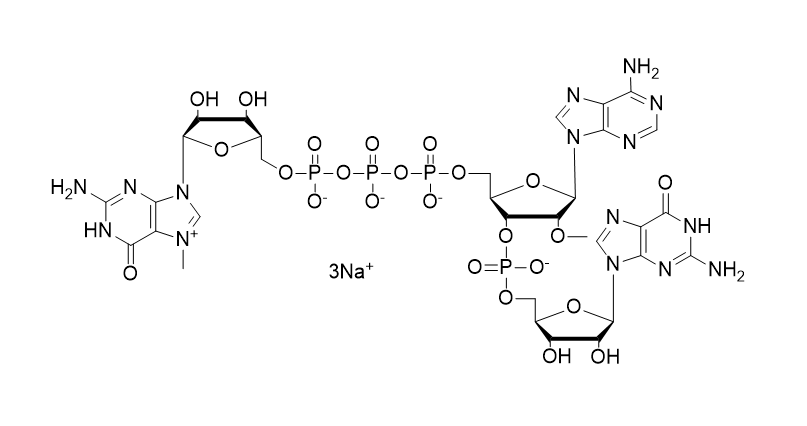 NH₂
OH OH
N N
N N
O O O O
N O P O P O P O O
H₂N N O⁻ O⁻ O⁻ O
HN N⁺ O O N NH
O 3Na⁺ O=P–O⁻ N N NH₂
O O
OH OH